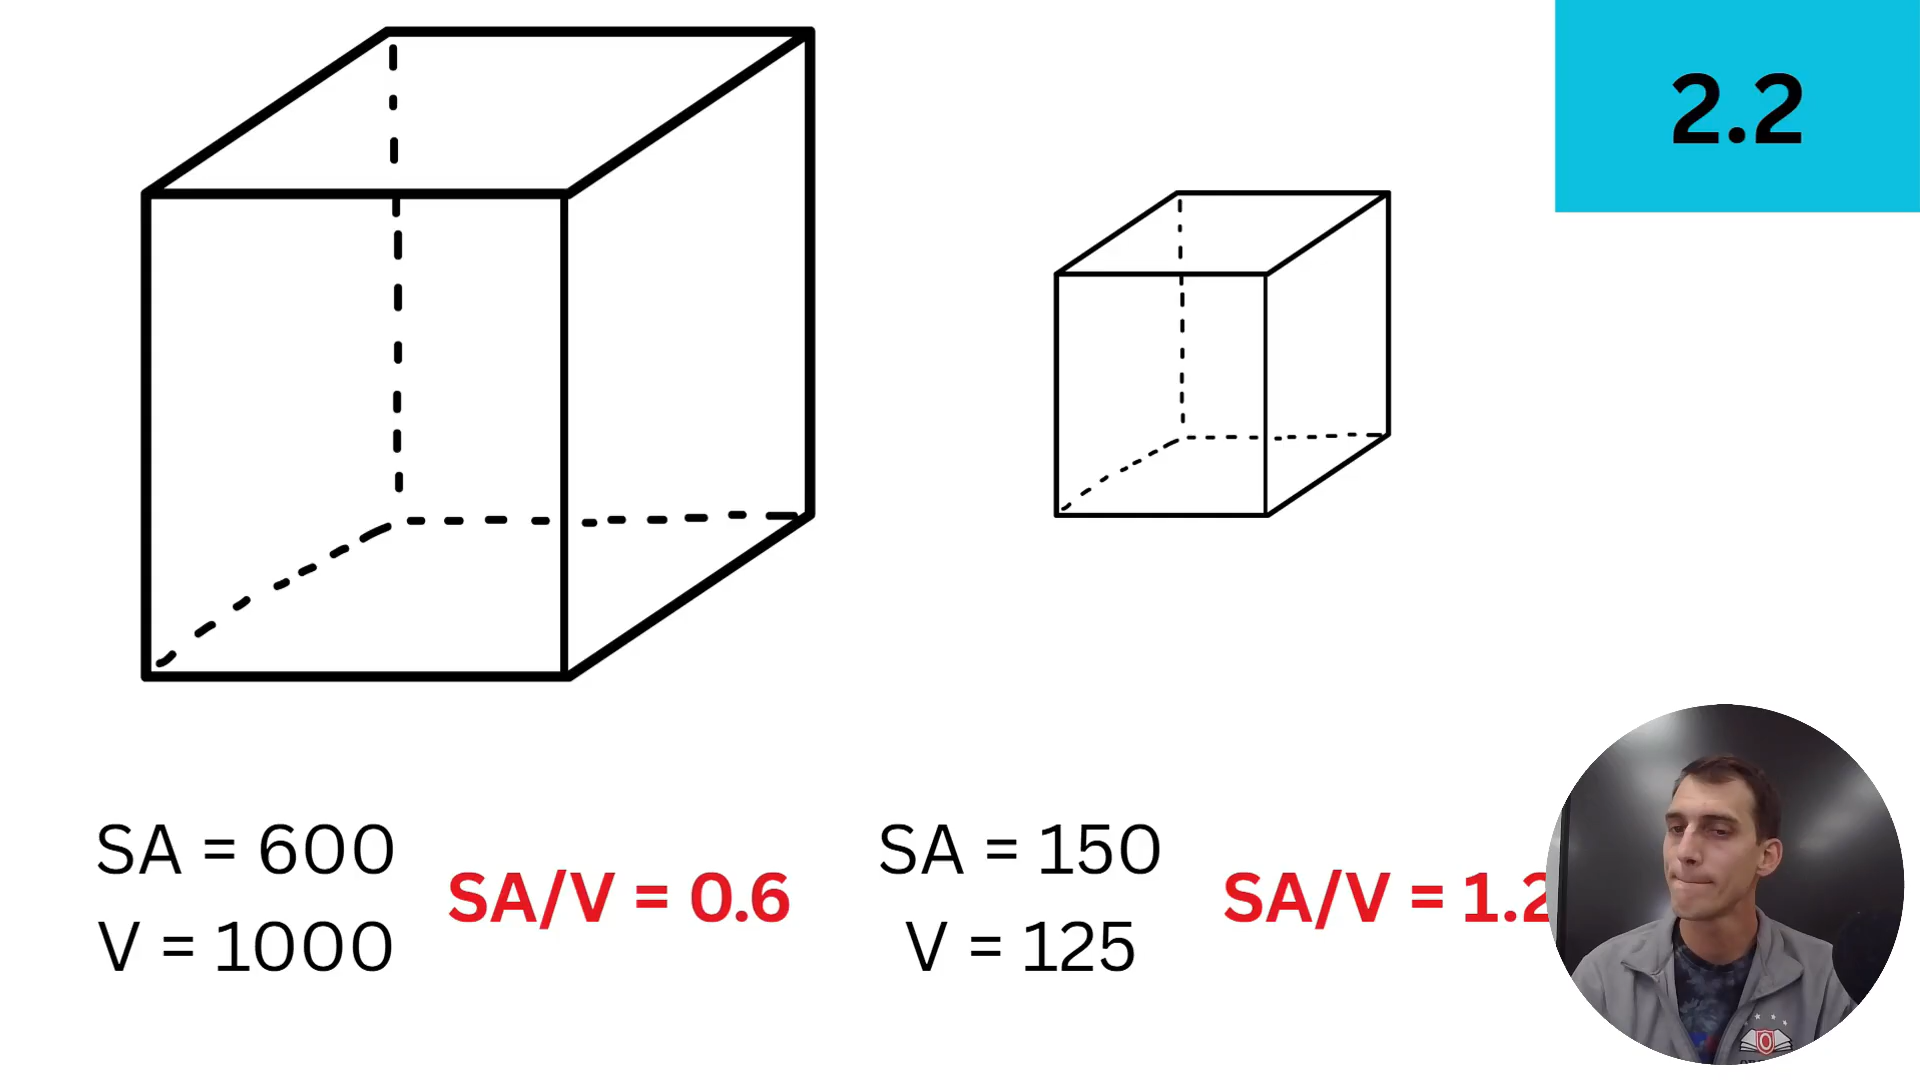 2.2
SA = 600
V = 1000
SA/V = 0.6
SA = 150
V = 125
SA/V = 1.2